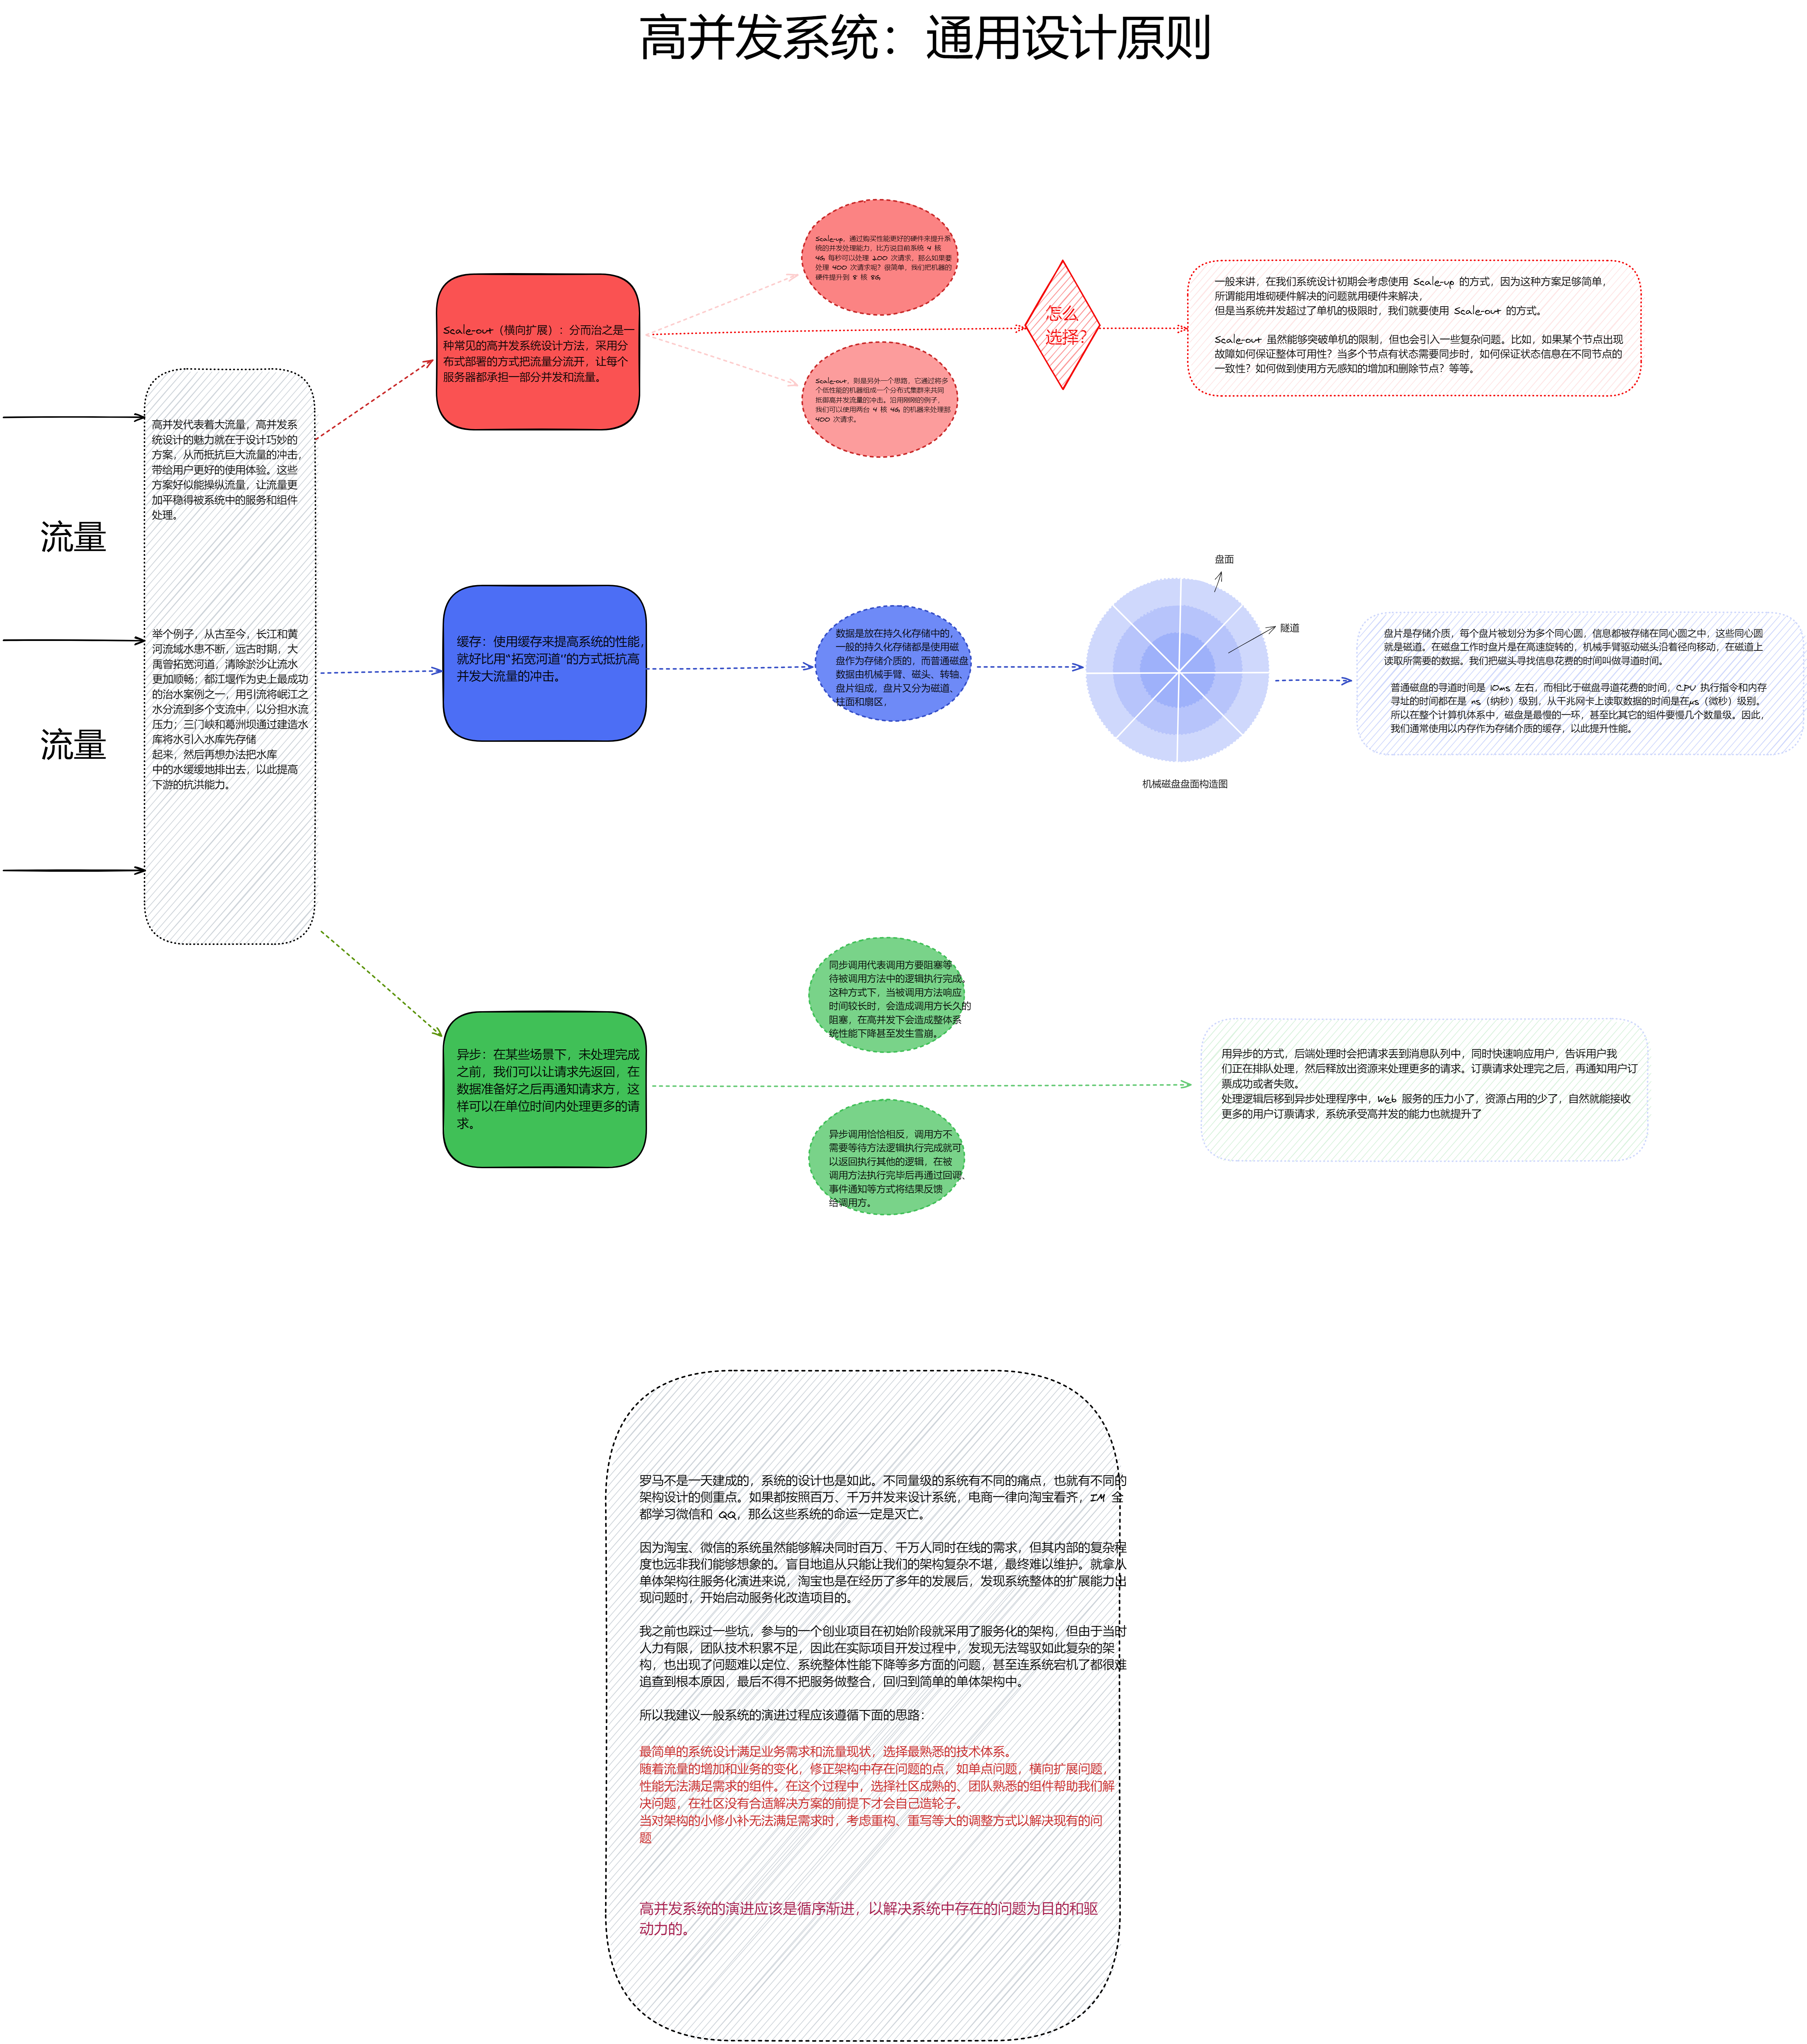 高并发系统：通用设计原则
流量
流量
高并发代表着大流量，高并发系
统设计的魅力就在于设计巧妙的
方案，从而抵抗巨大流量的冲击，
带给用户更好的使用体验。这些
方案好似能操纵流量，让流量更
加平稳得被系统中的服务和组件
处理。
举个例子，从古至今，长江和黄
河流域水患不断，远古时期，大
禹曾拓宽河道，清除淤沙让流水
更加顺畅；都江堰作为史上最成功
的治水案例之一，用引流将岷江之
水分流到多个支流中，以分担水流
压力；三门峡和葛洲坝通过建造水
库将水引入水库先存储
起来，然后再想办法把水库
中的水缓缓地排出去，以此提高
下游的抗洪能力。
Scale-out（横向扩展）：分而治之是一
种常见的高并发系统设计方法，采用分
布式部署的方式把流量分流开，让每个
服务器都承担一部分并发和流量。
Scale-up，通过购买性能更好的硬件来提升系
统的并发处理能力，比方说目前系统 4 核
4G 每秒可以处理 200 次请求，那么如果要
处理 400 次请求呢？很简单，我们把机器的
硬件提升到 8 核 8G
Scale-out，则是另外一个思路，它通过将多
个低性能的机器组成一个分布式集群来共同
抵御高并发流量的冲击。沿用刚刚的例子，
我们可以使用两台 4 核 4G 的机器来处理那
400 次请求。
怎么
选择？
一般来讲，在我们系统设计初期会考虑使用 Scale-up 的方式，因为这种方案足够简单，
所谓能用堆砌硬件解决的问题就用硬件来解决，
但是当系统并发超过了单机的极限时，我们就要使用 Scale-out 的方式。
Scale-out 虽然能够突破单机的限制，但也会引入一些复杂问题。比如，如果某个节点出现
故障如何保证整体可用性？当多个节点有状态需要同步时，如何保证状态信息在不同节点的
一致性？如何做到使用方无感知的增加和删除节点？等等。
缓存：使用缓存来提高系统的性能，
就好比用“拓宽河道”的方式抵抗高
并发大流量的冲击。
数据是放在持久化存储中的，
一般的持久化存储都是使用磁
盘作为存储介质的，而普通磁盘
数据由机械手臂、磁头、转轴、
盘片组成，盘片又分为磁道、
柱面和扇区，
盘面
隧道
机械磁盘盘面构造图
盘片是存储介质，每个盘片被划分为多个同心圆，信息都被存储在同心圆之中，这些同心圆
就是磁道。在磁盘工作时盘片是在高速旋转的，机械手臂驱动磁头沿着径向移动，在磁道上
读取所需要的数据。我们把磁头寻找信息花费的时间叫做寻道时间。
普通磁盘的寻道时间是 10ms 左右，而相比于磁盘寻道花费的时间，CPU 执行指令和内存
寻址的时间都在是 ns（纳秒）级别，从千兆网卡上读取数据的时间是在μs（微秒）级别。
所以在整个计算机体系中，磁盘是最慢的一环，甚至比其它的组件要慢几个数量级。因此，
我们通常使用以内存作为存储介质的缓存，以此提升性能。
异步：在某些场景下，未处理完成
之前，我们可以让请求先返回，在
数据准备好之后再通知请求方，这
样可以在单位时间内处理更多的请
求。
同步调用代表调用方要阻塞等
待被调用方法中的逻辑执行完成。
这种方式下，当被调用方法响应
时间较长时，会造成调用方长久的
阻塞，在高并发下会造成整体系
统性能下降甚至发生雪崩。
异步调用恰恰相反，调用方不
需要等待方法逻辑执行完成就可
以返回执行其他的逻辑，在被
调用方法执行完毕后再通过回调、
事件通知等方式将结果反馈
给调用方。
用异步的方式，后端处理时会把请求丢到消息队列中，同时快速响应用户，告诉用户我
们正在排队处理，然后释放出资源来处理更多的请求。订票请求处理完之后，再通知用户订
票成功或者失败。
处理逻辑后移到异步处理程序中，Web 服务的压力小了，资源占用的少了，自然就能接收
更多的用户订票请求，系统承受高并发的能力也就提升了
罗马不是一天建成的，系统的设计也是如此。不同量级的系统有不同的痛点，也就有不同的
架构设计的侧重点。如果都按照百万、千万并发来设计系统，电商一律向淘宝看齐，IM 全
都学习微信和 QQ，那么这些系统的命运一定是灭亡。
因为淘宝、微信的系统虽然能够解决同时百万、千万人同时在线的需求，但其内部的复杂程
度也远非我们能够想象的。盲目地追从只能让我们的架构复杂不堪，最终难以维护。就拿从
单体架构往服务化演进来说，淘宝也是在经历了多年的发展后，发现系统整体的扩展能力出
现问题时，开始启动服务化改造项目的。
我之前也踩过一些坑，参与的一个创业项目在初始阶段就采用了服务化的架构，但由于当时
人力有限，团队技术积累不足，因此在实际项目开发过程中，发现无法驾驭如此复杂的架
构，也出现了问题难以定位、系统整体性能下降等多方面的问题，甚至连系统宕机了都很难
追查到根本原因，最后不得不把服务做整合，回归到简单的单体架构中。
所以我建议一般系统的演进过程应该遵循下面的思路：
最简单的系统设计满足业务需求和流量现状，选择最熟悉的技术体系。
随着流量的增加和业务的变化，修正架构中存在问题的点，如单点问题，横向扩展问题，
性能无法满足需求的组件。在这个过程中，选择社区成熟的、团队熟悉的组件帮助我们解
决问题，在社区没有合适解决方案的前提下才会自己造轮子。
当对架构的小修小补无法满足需求时，考虑重构、重写等大的调整方式以解决现有的问
题
高并发系统的演进应该是循序渐进，以解决系统中存在的问题为目的和驱
动力的。